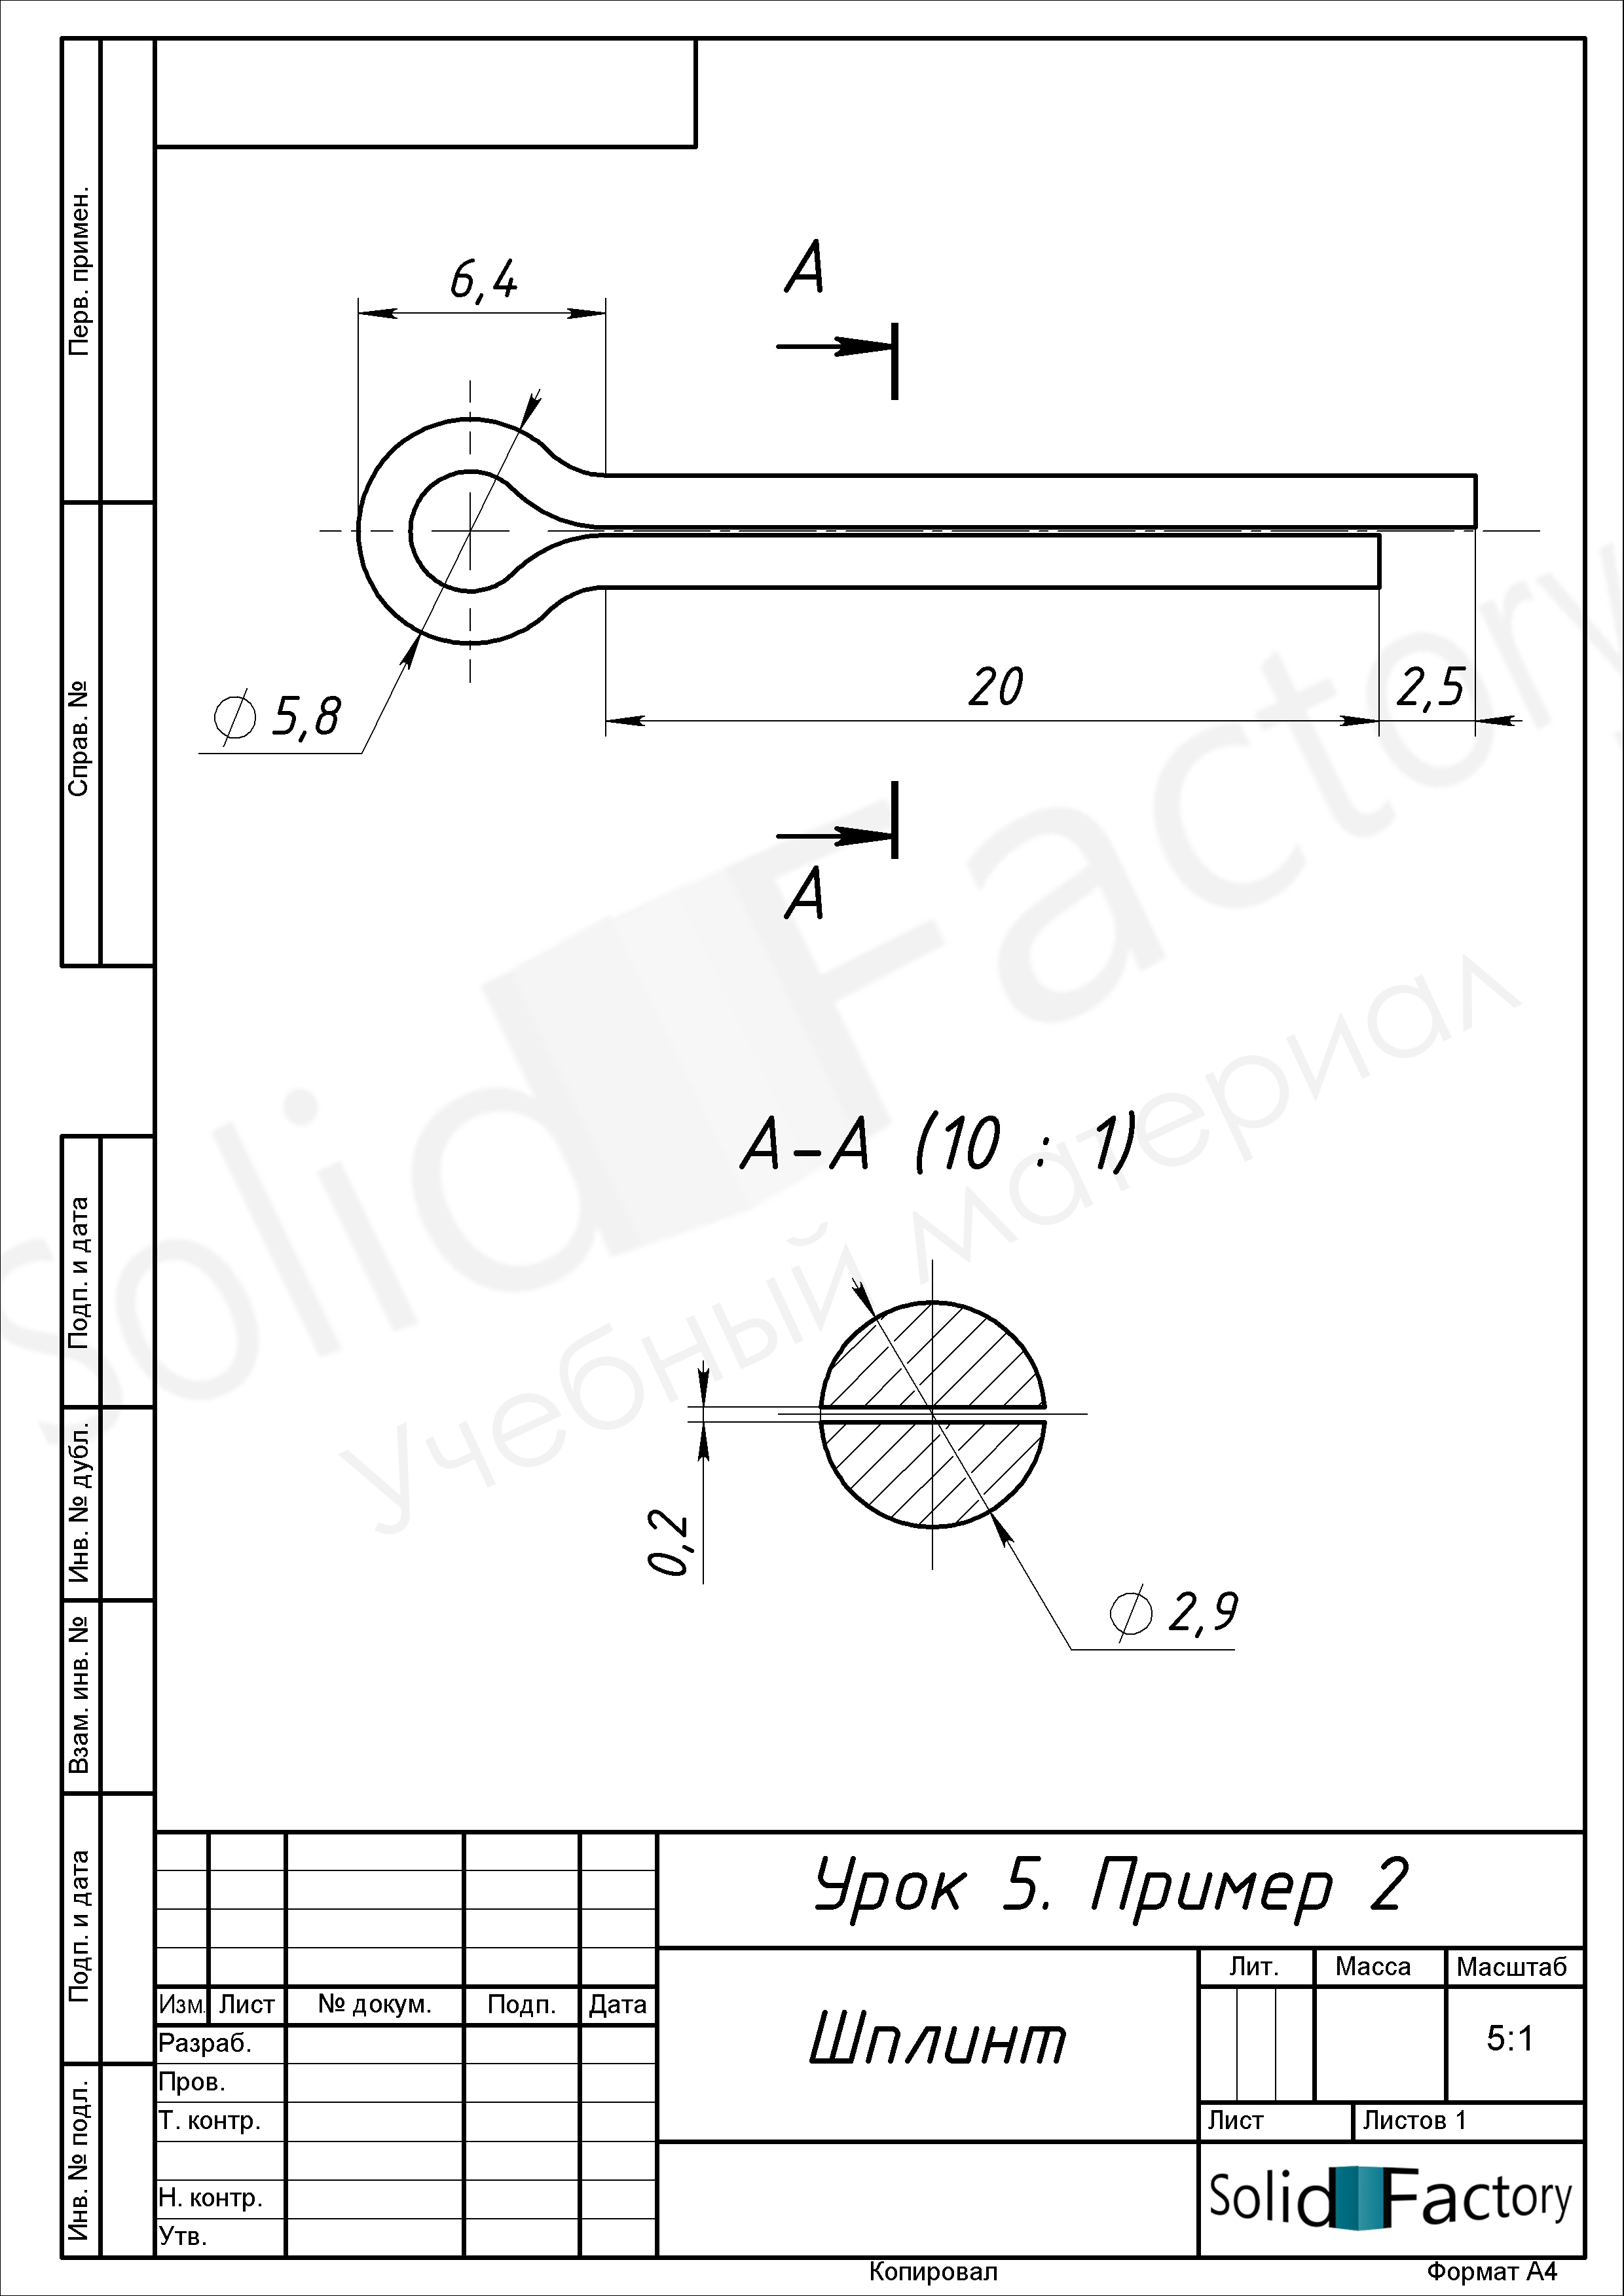 Перв. примен.
Справ. №
Подп. и дата
Инв. № дубл.
Взам. инв. №
Подп. и дата
Инв. № подл.
6,4
А
⌀ 5,8
20
2,5
А
А-А (10 : 1)
0,2
⌀ 2,9
Solid Factory
Учебный материал
Урок 5. Пример 2
Лит. Масса Масштаб
Изм. Лист № докум. Подп. Дата
Шплинт
5:1
Разраб.
Пров.
Т. контр.
Лист Листов 1
Н. контр.
Утв.
Solid Factory
Копировал Формат А4